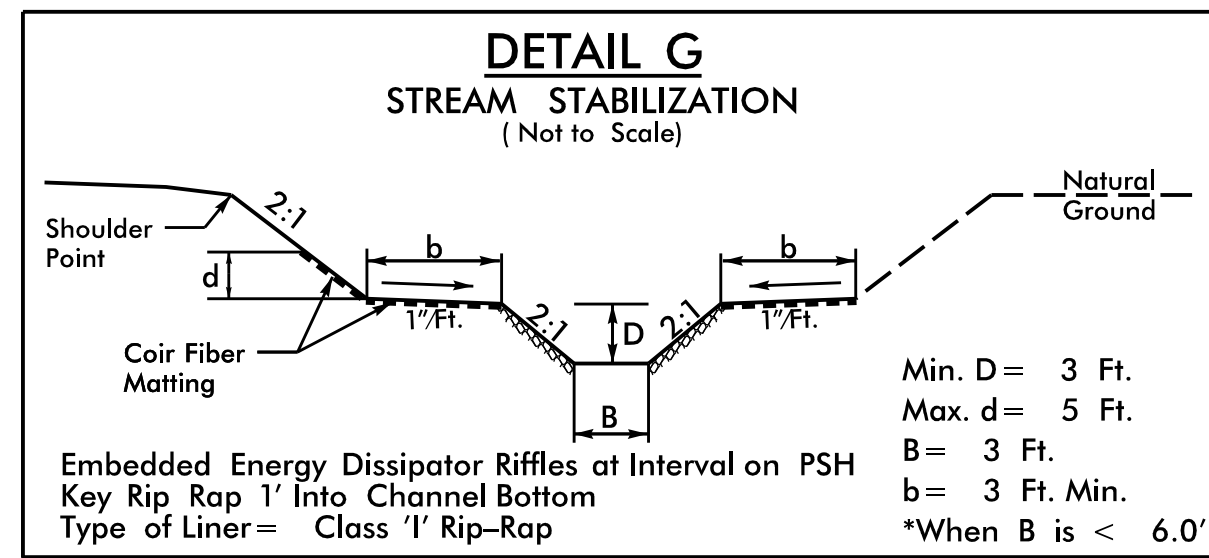 DETAIL G
STREAM STABILIZATION
( Not to Scale)
Natural
Ground
Shoulder
Point
2:1
d
b
b
1"/Ft.
1"/Ft.
2:1
D
2:1
B
Coir Fiber
Matting
Min. D = 3 Ft.
Max. d = 5 Ft.
B = 3 Ft.
b = 3 Ft. Min.
*When B is < 6.0'
Embedded Energy Dissipator Riffles at Interval on PSH
Key Rip Rap 1' Into Channel Bottom
Type of Liner = Class 'I' Rip-Rap